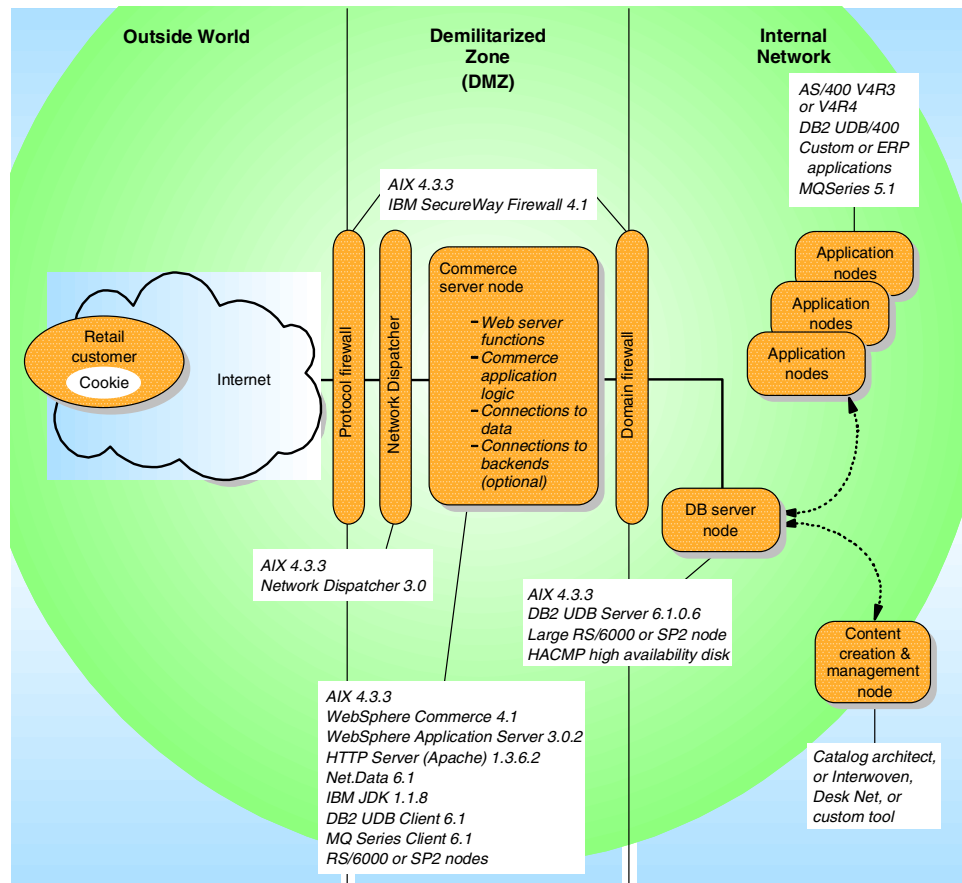 Outside World
Demilitarized
Zone
(DMZ)
Internal
Network
AS/400 V4R3
or V4R4
DB2 UDB/400
Custom or ERP
applications
MQSeries 5.1
AIX 4.3.3
IBM SecureWay Firewall 4.1
Retail
customer
Cookie
Internet
Protocol firewall
Network Dispatcher
Commerce
server node
– Web server
functions
– Commerce
application
logic
– Connections to
data
– Connections to
backends
(optional)
Domain firewall
Application
nodes
Application
nodes
Application
nodes
DB server
node
AIX 4.3.3
Network Dispatcher 3.0
AIX 4.3.3
DB2 UDB Server 6.1.0.6
Large RS/6000 or SP2 node
HACMP high availability disk
Content
creation &
management
node
AIX 4.3.3
WebSphere Commerce 4.1
WebSphere Application Server 3.0.2
HTTP Server (Apache) 1.3.6.2
Net.Data 6.1
IBM JDK 1.1.8
DB2 UDB Client 6.1
MQ Series Client 6.1
RS/6000 or SP2 nodes
Catalog architect,
or Interwoven,
Desk Net, or
custom tool